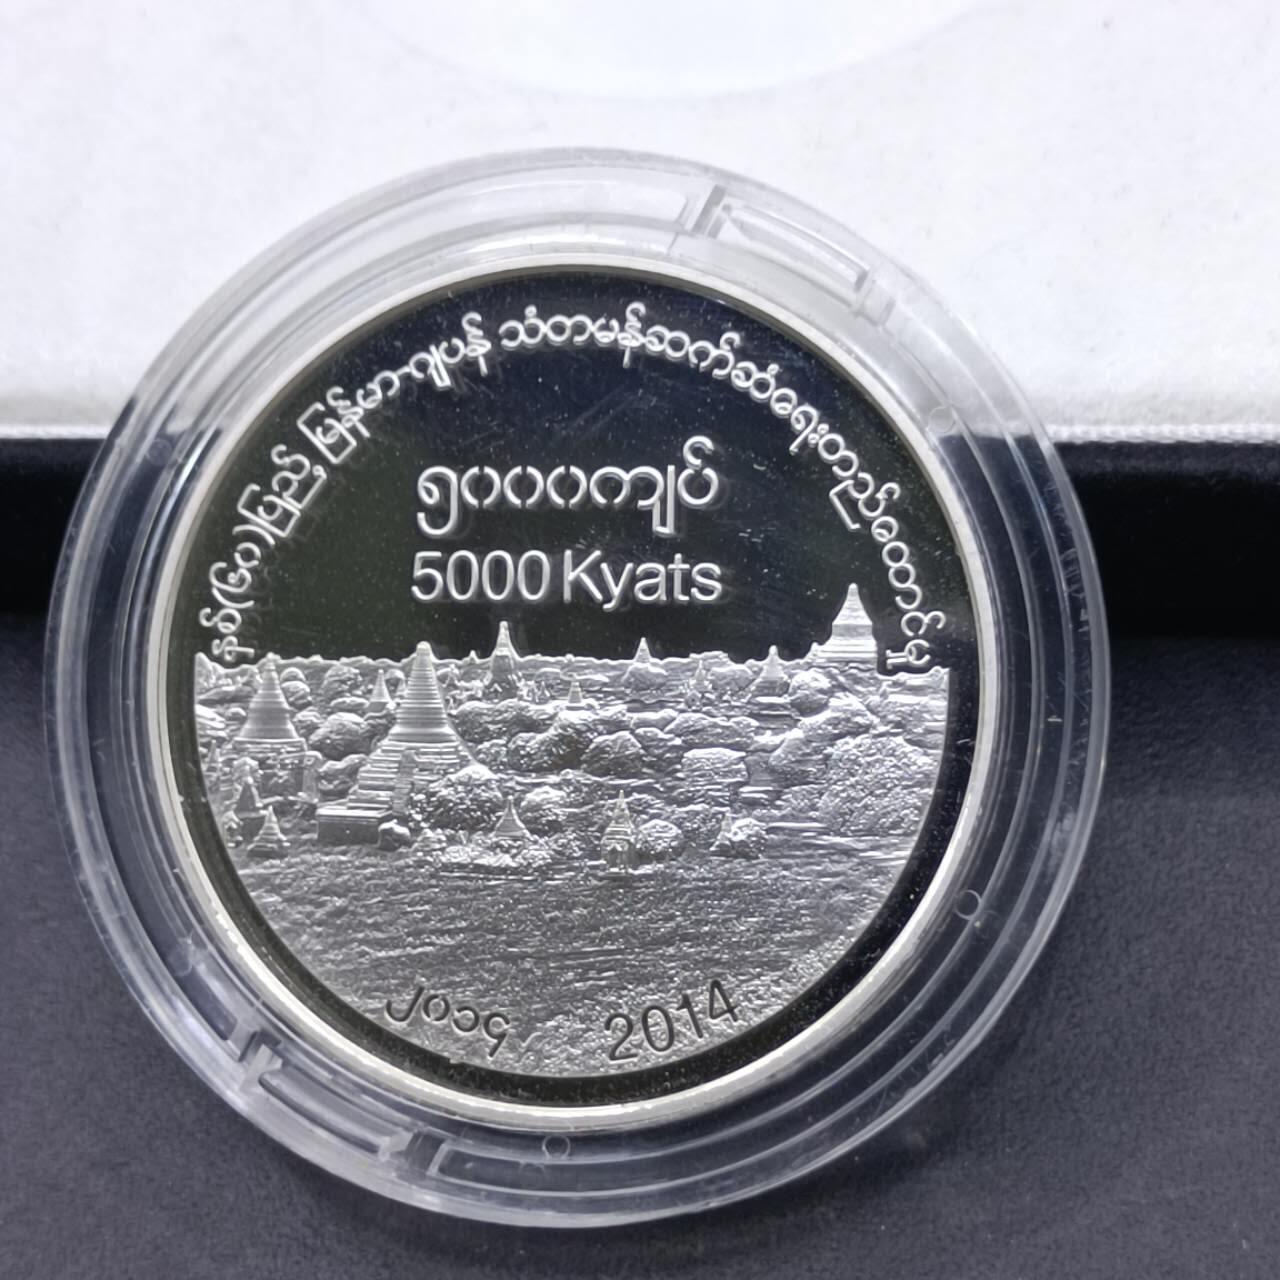 နှစ်(၆၀)ပြည့် မြန်မာ-ဂျပန် သံတမန်ဆက်ဆံရေးတည်ထောင်မှု
၅၀၀၀ကျပ်
5000 Kyats
၂၀၁၄ 2014